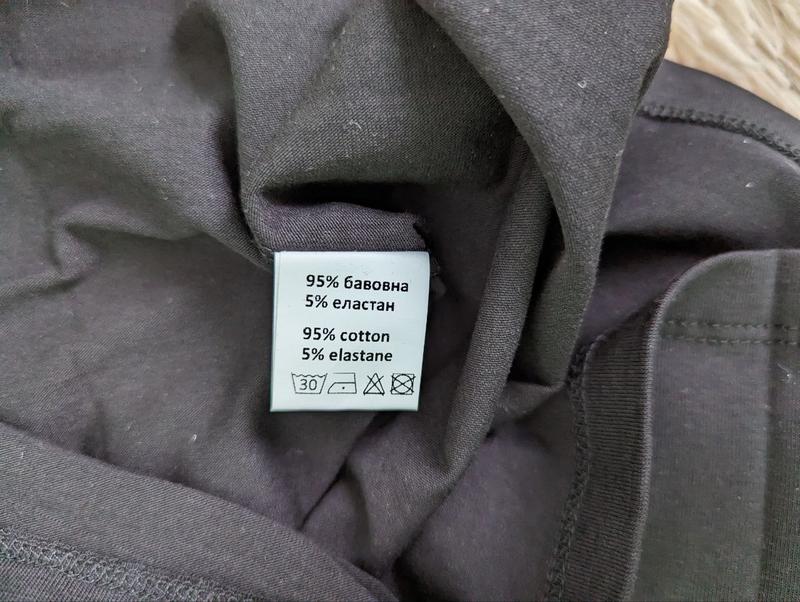 95% бавовна
5% еластан
95% cotton
5% elastane
30